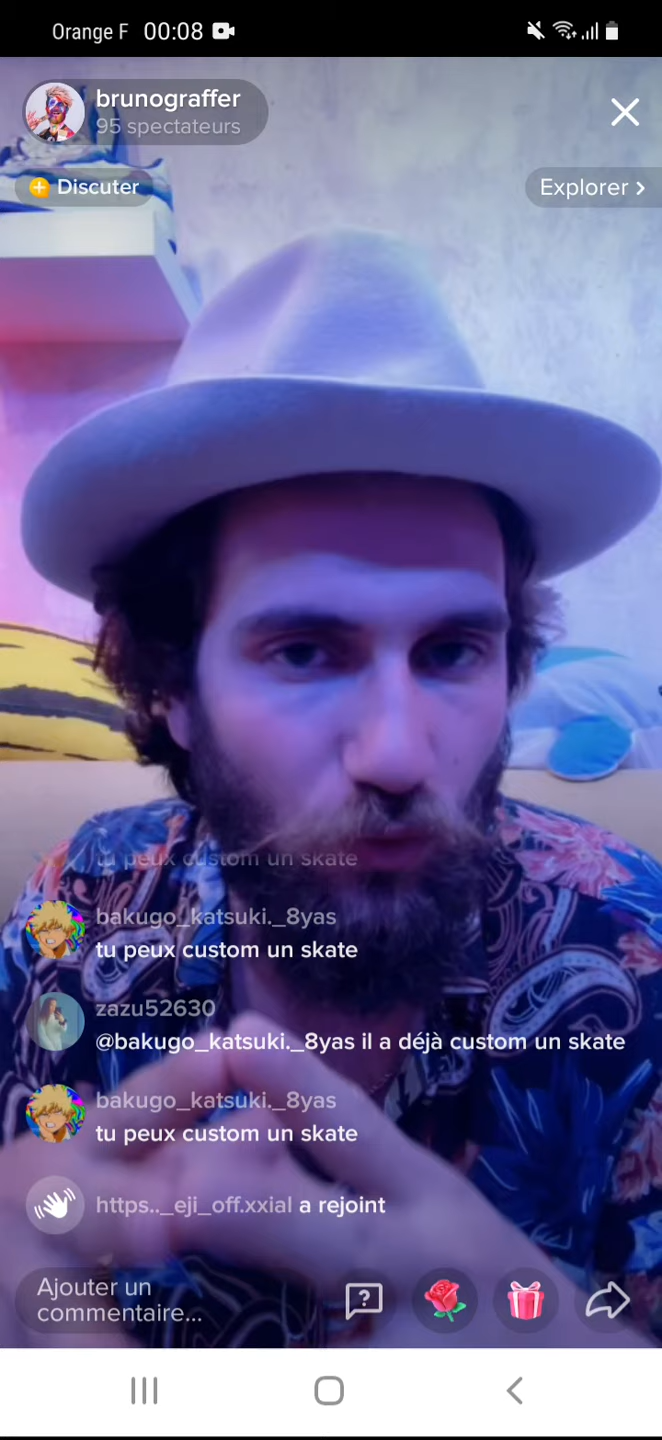 Orange F 00:08
brunograffer
95 spectateurs
Discuter
Explorer
tu peux custom un skate
bakugo_katsuki._8yas
tu peux custom un skate
zazu52630
@bakugo_katsuki._8yas il a déjà custom un skate
bakugo_katsuki._8yas
tu peux custom un skate
https.._eji_off.xxial a rejoint
Ajouter un
commentaire...